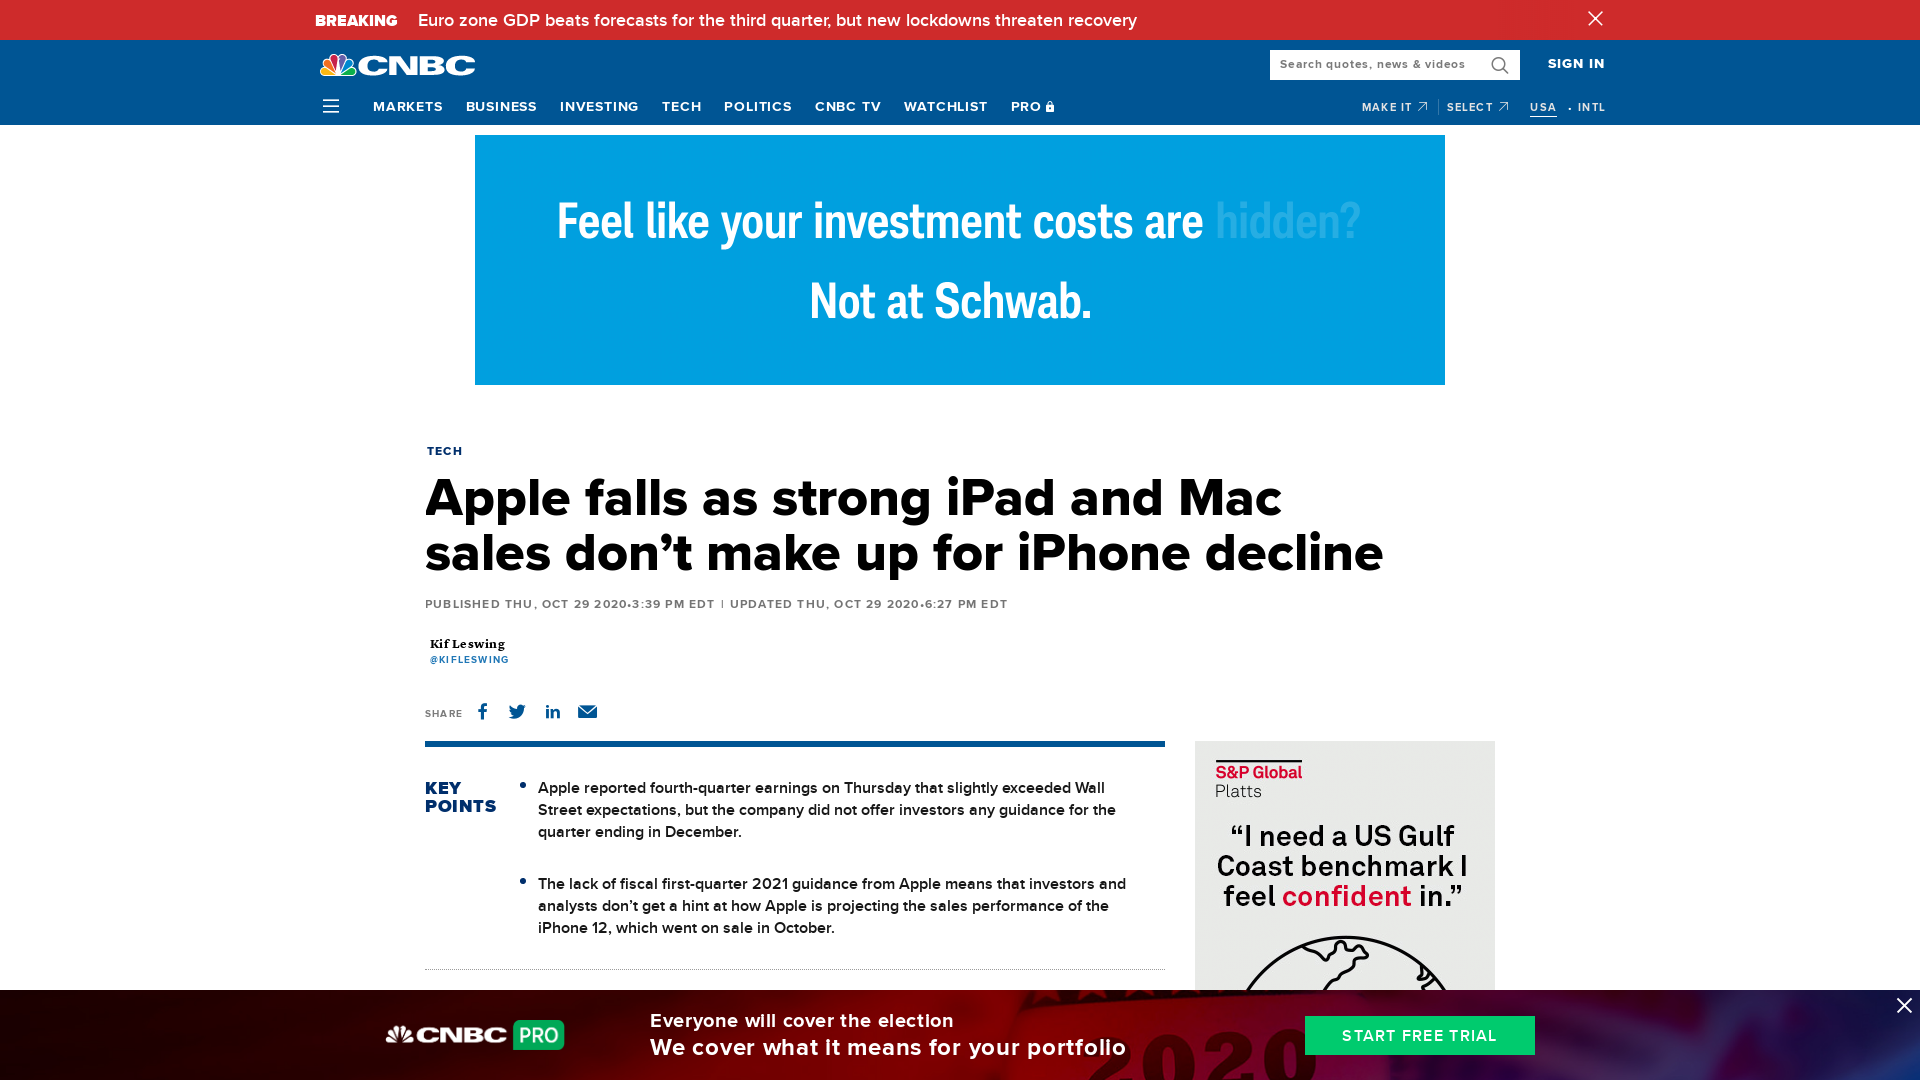 BREAKING Euro zone GDP beats forecasts for the third quarter, but new lockdowns threaten recovery
CNBC
Search quotes, news & videos
SIGN IN
MARKETS BUSINESS INVESTING TECH POLITICS CNBC TV WATCHLIST PRO
MAKE IT SELECT USA • INTL
Feel like your investment costs are hidden?
Not at Schwab.
TECH
Apple falls as strong iPad and Mac
sales don’t make up for iPhone decline
PUBLISHED THU, OCT 29 2020•3:39 PM EDT | UPDATED THU, OCT 29 2020•6:27 PM EDT
Kif Leswing
@KIFLESWING
SHARE
KEY
POINTS
Apple reported fourth-quarter earnings on Thursday that slightly exceeded Wall
Street expectations, but the company did not offer investors any guidance for the
quarter ending in December.
The lack of fiscal first-quarter 2021 guidance from Apple means that investors and
analysts don’t get a hint at how Apple is projecting the sales performance of the
iPhone 12, which went on sale in October.
S&P Global
Platts
“I need a US Gulf
Coast benchmark I
feel confident in.”
CNBC PRO
Everyone will cover the election
We cover what it means for your portfolio
2020
START FREE TRIAL